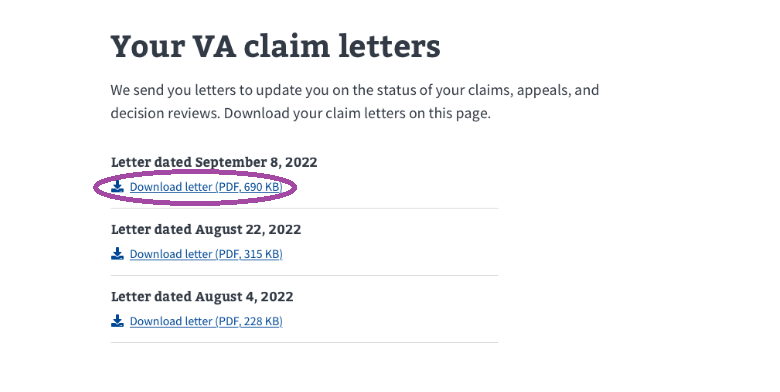 Your VA claim letters
We send you letters to update you on the status of your claims, appeals, and
decision reviews. Download your claim letters on this page.
Letter dated September 8, 2022
Download letter (PDF, 690 KB)
Letter dated August 22, 2022
Download letter (PDF, 315 KB)
Letter dated August 4, 2022
Download letter (PDF, 228 KB)